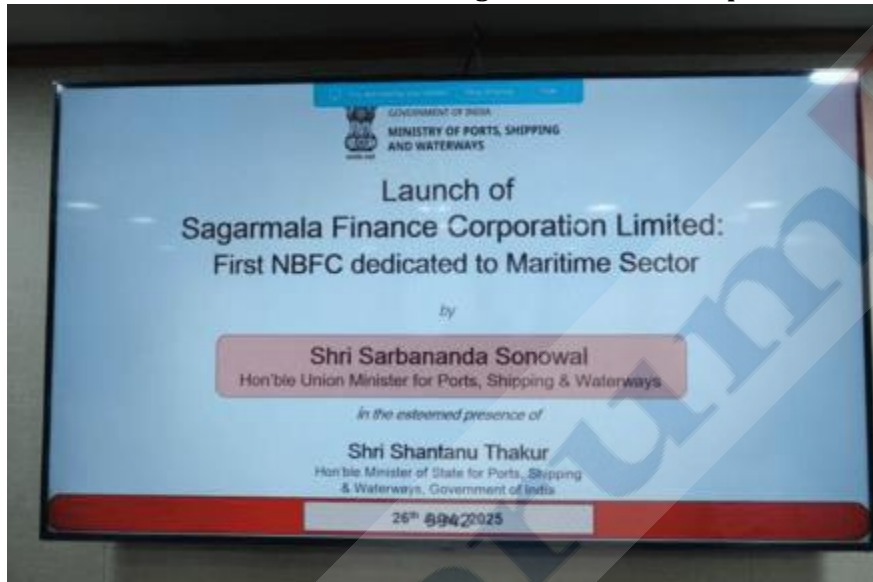 GOVERNMENT OF INDIA
MINISTRY OF PORTS, SHIPPING
AND WATERWAYS
Launch of
Sagarmala Finance Corporation Limited:
First NBFC dedicated to Maritime Sector
by
Shri Sarbananda Sonowal
Hon'ble Union Minister for Ports, Shipping & Waterways
in the esteemed presence of
Shri Shantanu Thakur
Hon'ble Minister of State for Ports, Shipping
& Waterways, Government of India
26th 2025